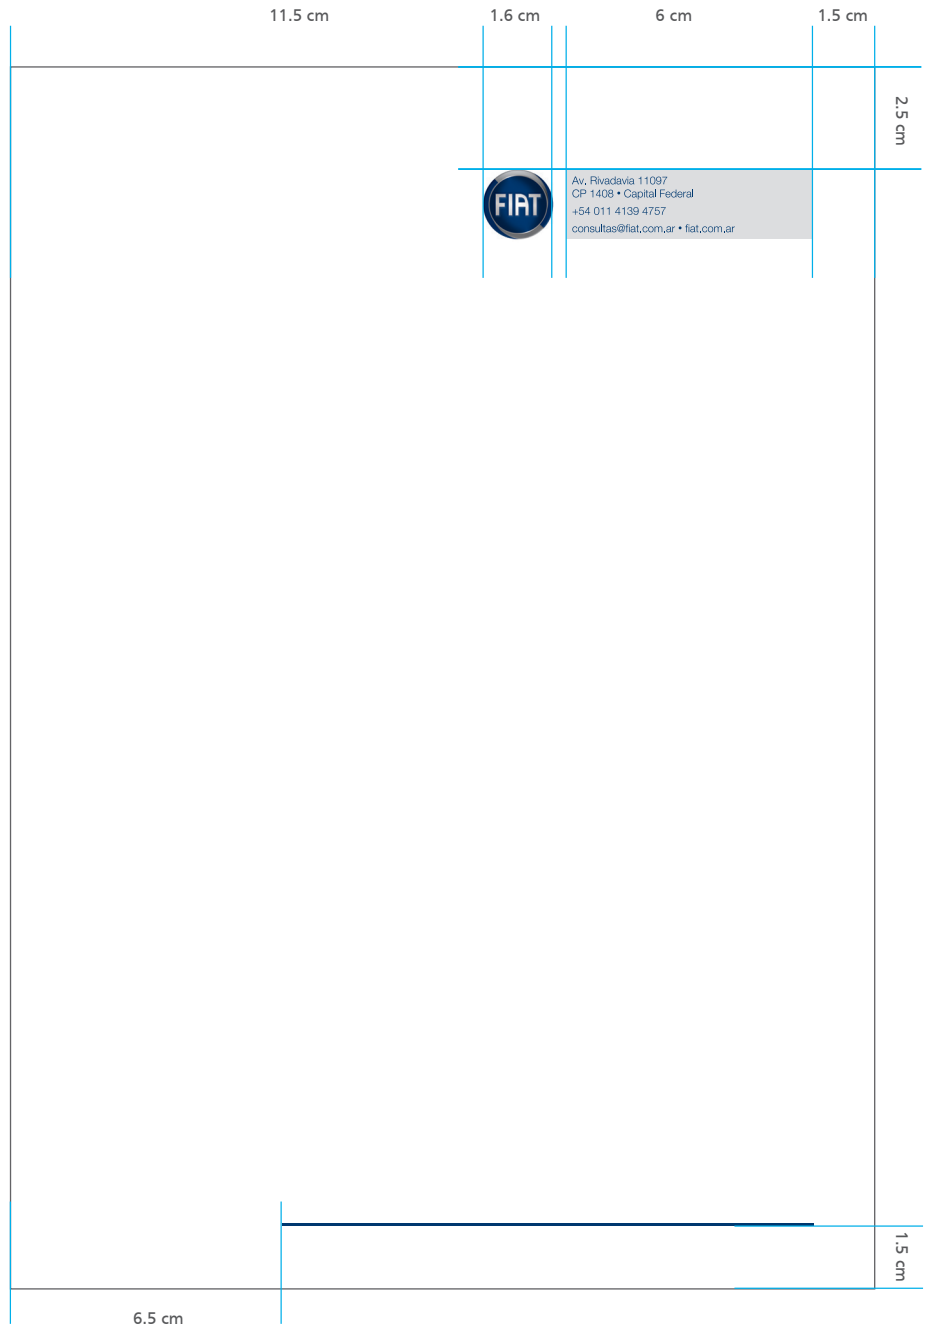 11.5 cm 1.6 cm 6 cm 1.5 cm
2.5 cm
FIAT
Av. Rivadavia 11097
CP 1408 • Capital Federal
+54 011 4139 4757
consultas@fiat.com.ar • fiat.com.ar
1.5 cm
6.5 cm